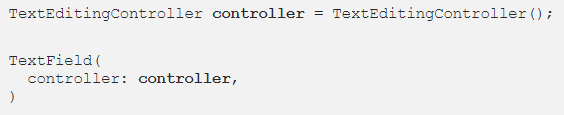 TextEditingController controller = TextEditingController();
TextField(
  controller: controller,
)